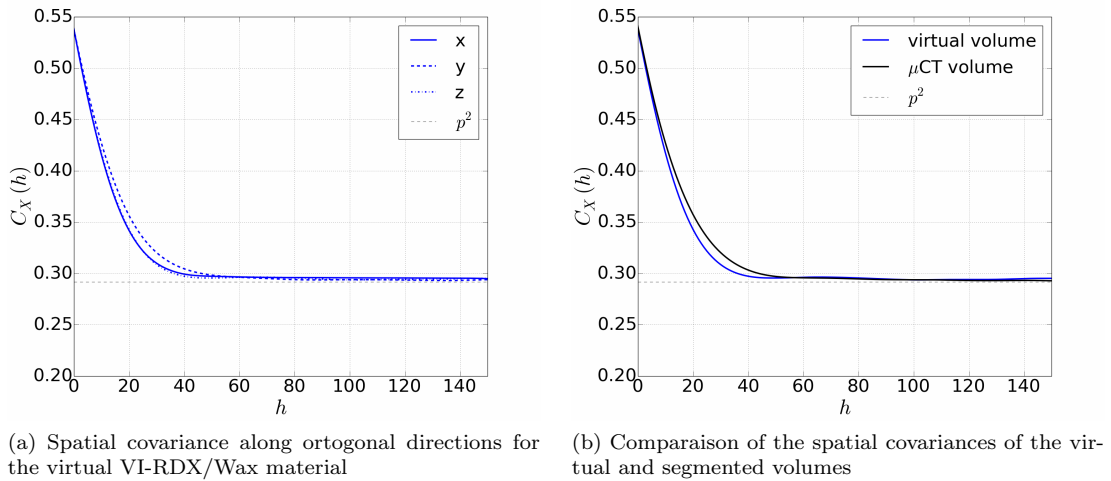 0.55
0.50
0.45
0.40
0.35
0.30
0.25
0.20
C_X(h)
0 20 40 60 80 100 120 140
h
x
y
z
p²
(a) Spatial covariance along ortogonal directions for
the virtual VI-RDX/Wax material
0.55
0.50
0.45
0.40
0.35
0.30
0.25
0.20
C_X(h)
0 20 40 60 80 100 120 140
h
virtual volume
μCT volume
p²
(b) Comparaison of the spatial covariances of the vir-
tual and segmented volumes